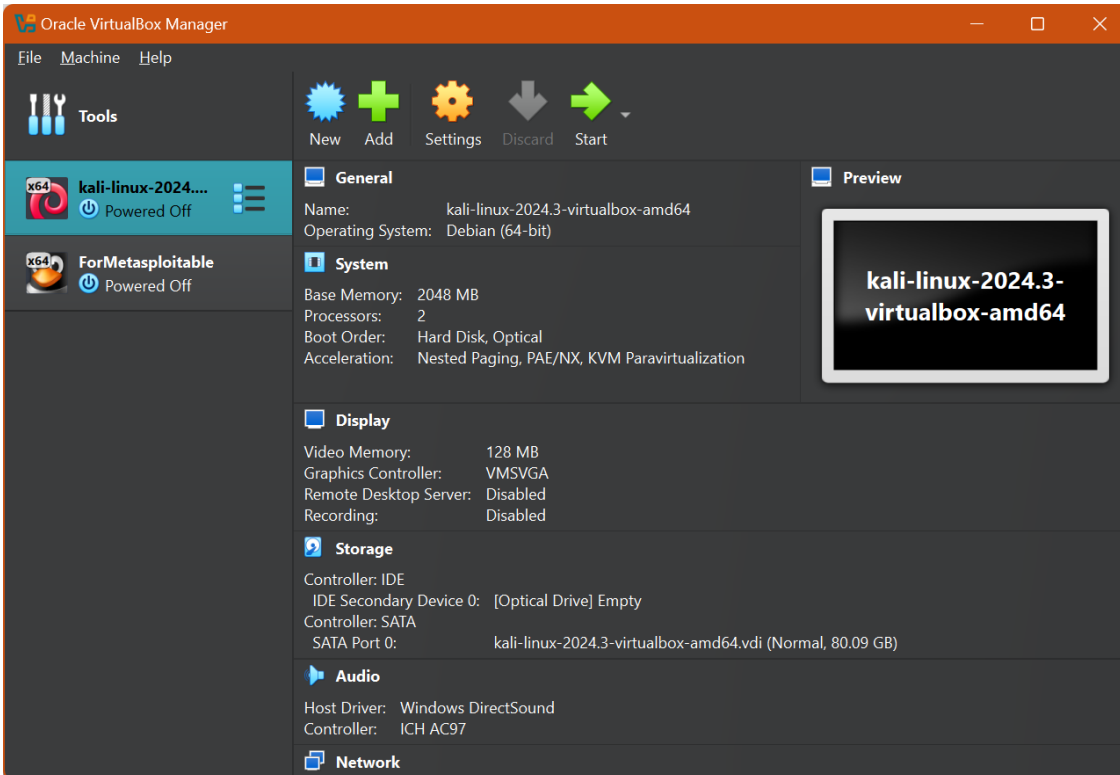 Oracle VirtualBox Manager
File Machine Help
Tools
New Add Settings Discard Start
x64
kali-linux-2024....
Powered Off
x64
ForMetasploitable
Powered Off
General
Name: kali-linux-2024.3-virtualbox-amd64
Operating System: Debian (64-bit)
System
Base Memory: 2048 MB
Processors: 2
Boot Order: Hard Disk, Optical
Acceleration: Nested Paging, PAE/NX, KVM Paravirtualization
Preview
kali-linux-2024.3-
virtualbox-amd64
Display
Video Memory: 128 MB
Graphics Controller: VMSVGA
Remote Desktop Server: Disabled
Recording: Disabled
Storage
Controller: IDE
IDE Secondary Device 0: [Optical Drive] Empty
Controller: SATA
SATA Port 0: kali-linux-2024.3-virtualbox-amd64.vdi (Normal, 80.09 GB)
Audio
Host Driver: Windows DirectSound
Controller: ICH AC97
Network